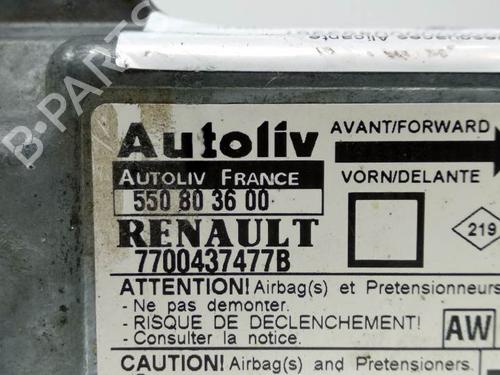 B-PARTS
Autoliv
AVANT/FORWARD
AUTOLIV FRANCE
VORN/DELANTE
550 80 36 00
RENAULT
219
7700437477B
ATTENTION! Airbag(s) et Pretensionneurs
- Ne pas demonter.
- RISQUE DE DECLENCHEMENT!
AW
- Consulter la notice.
CAUTION! Airbag(s) and Pretensioners.